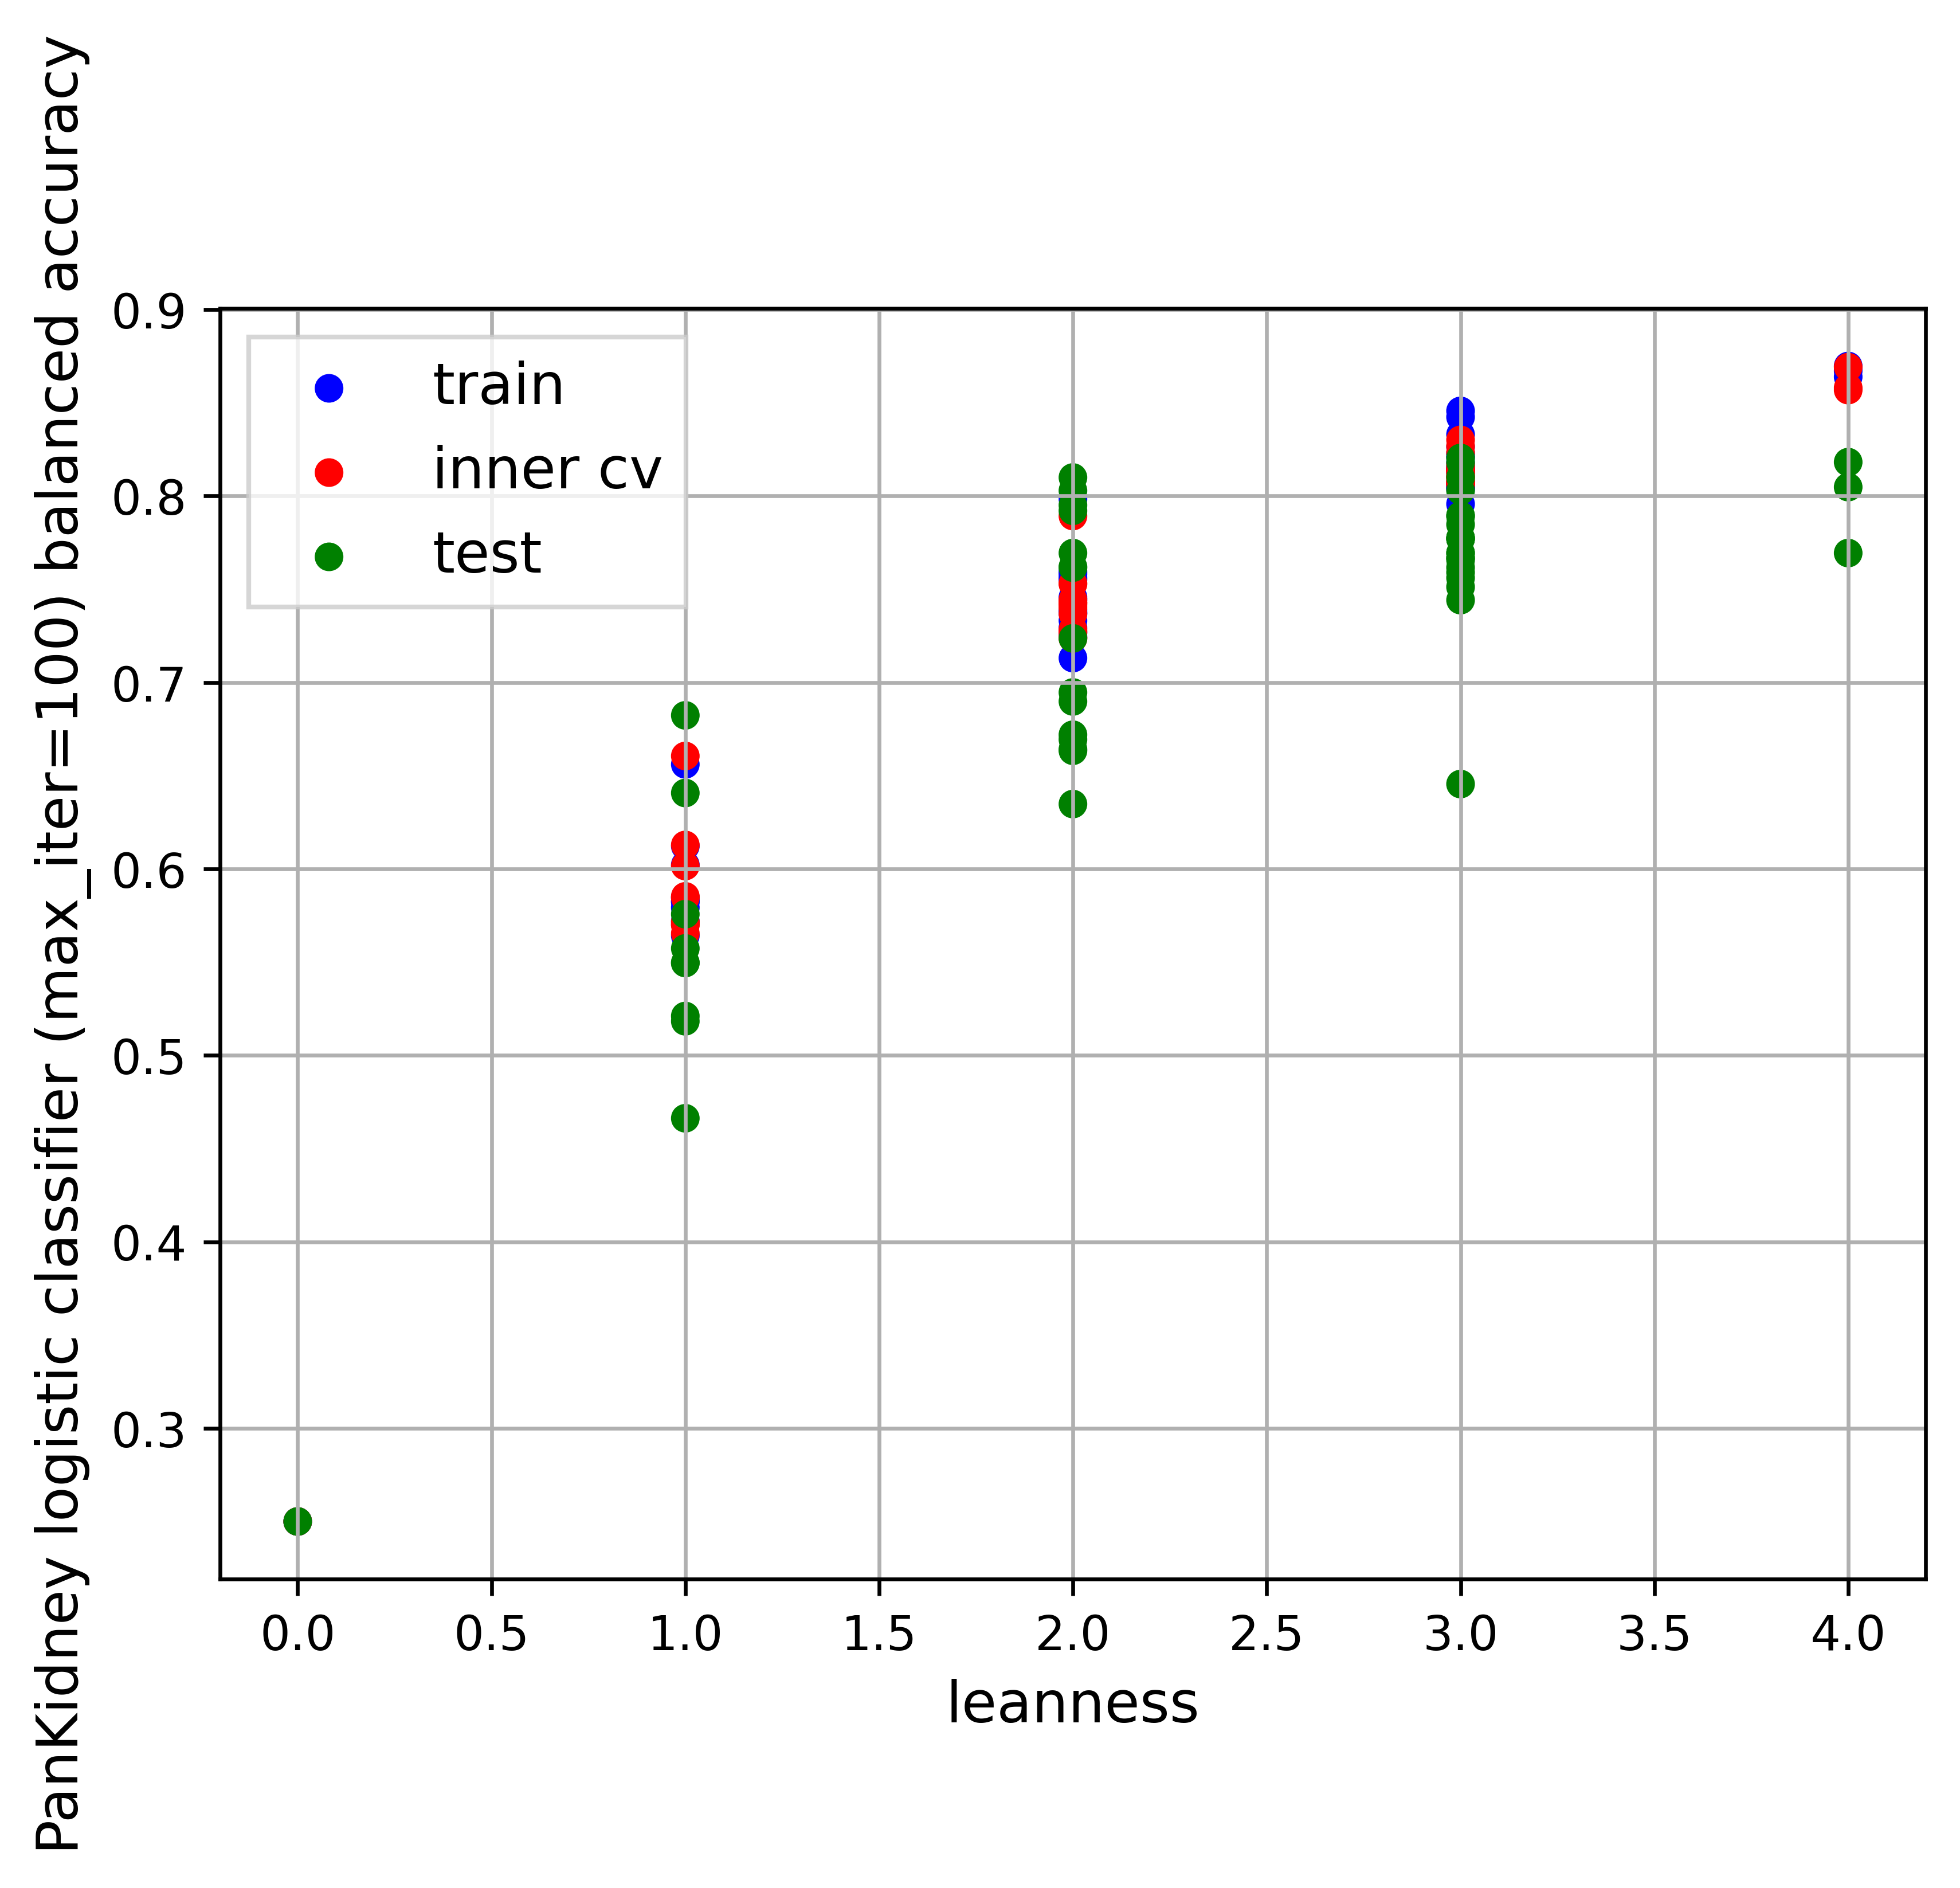 PanKidney logistic classifier (max_iter=100) balanced accuracy
0.9
0.8
0.7
0.6
0.5
0.4
0.3
train
inner cv
test
0.0 0.5 1.0 1.5 2.0 2.5 3.0 3.5 4.0
leanness